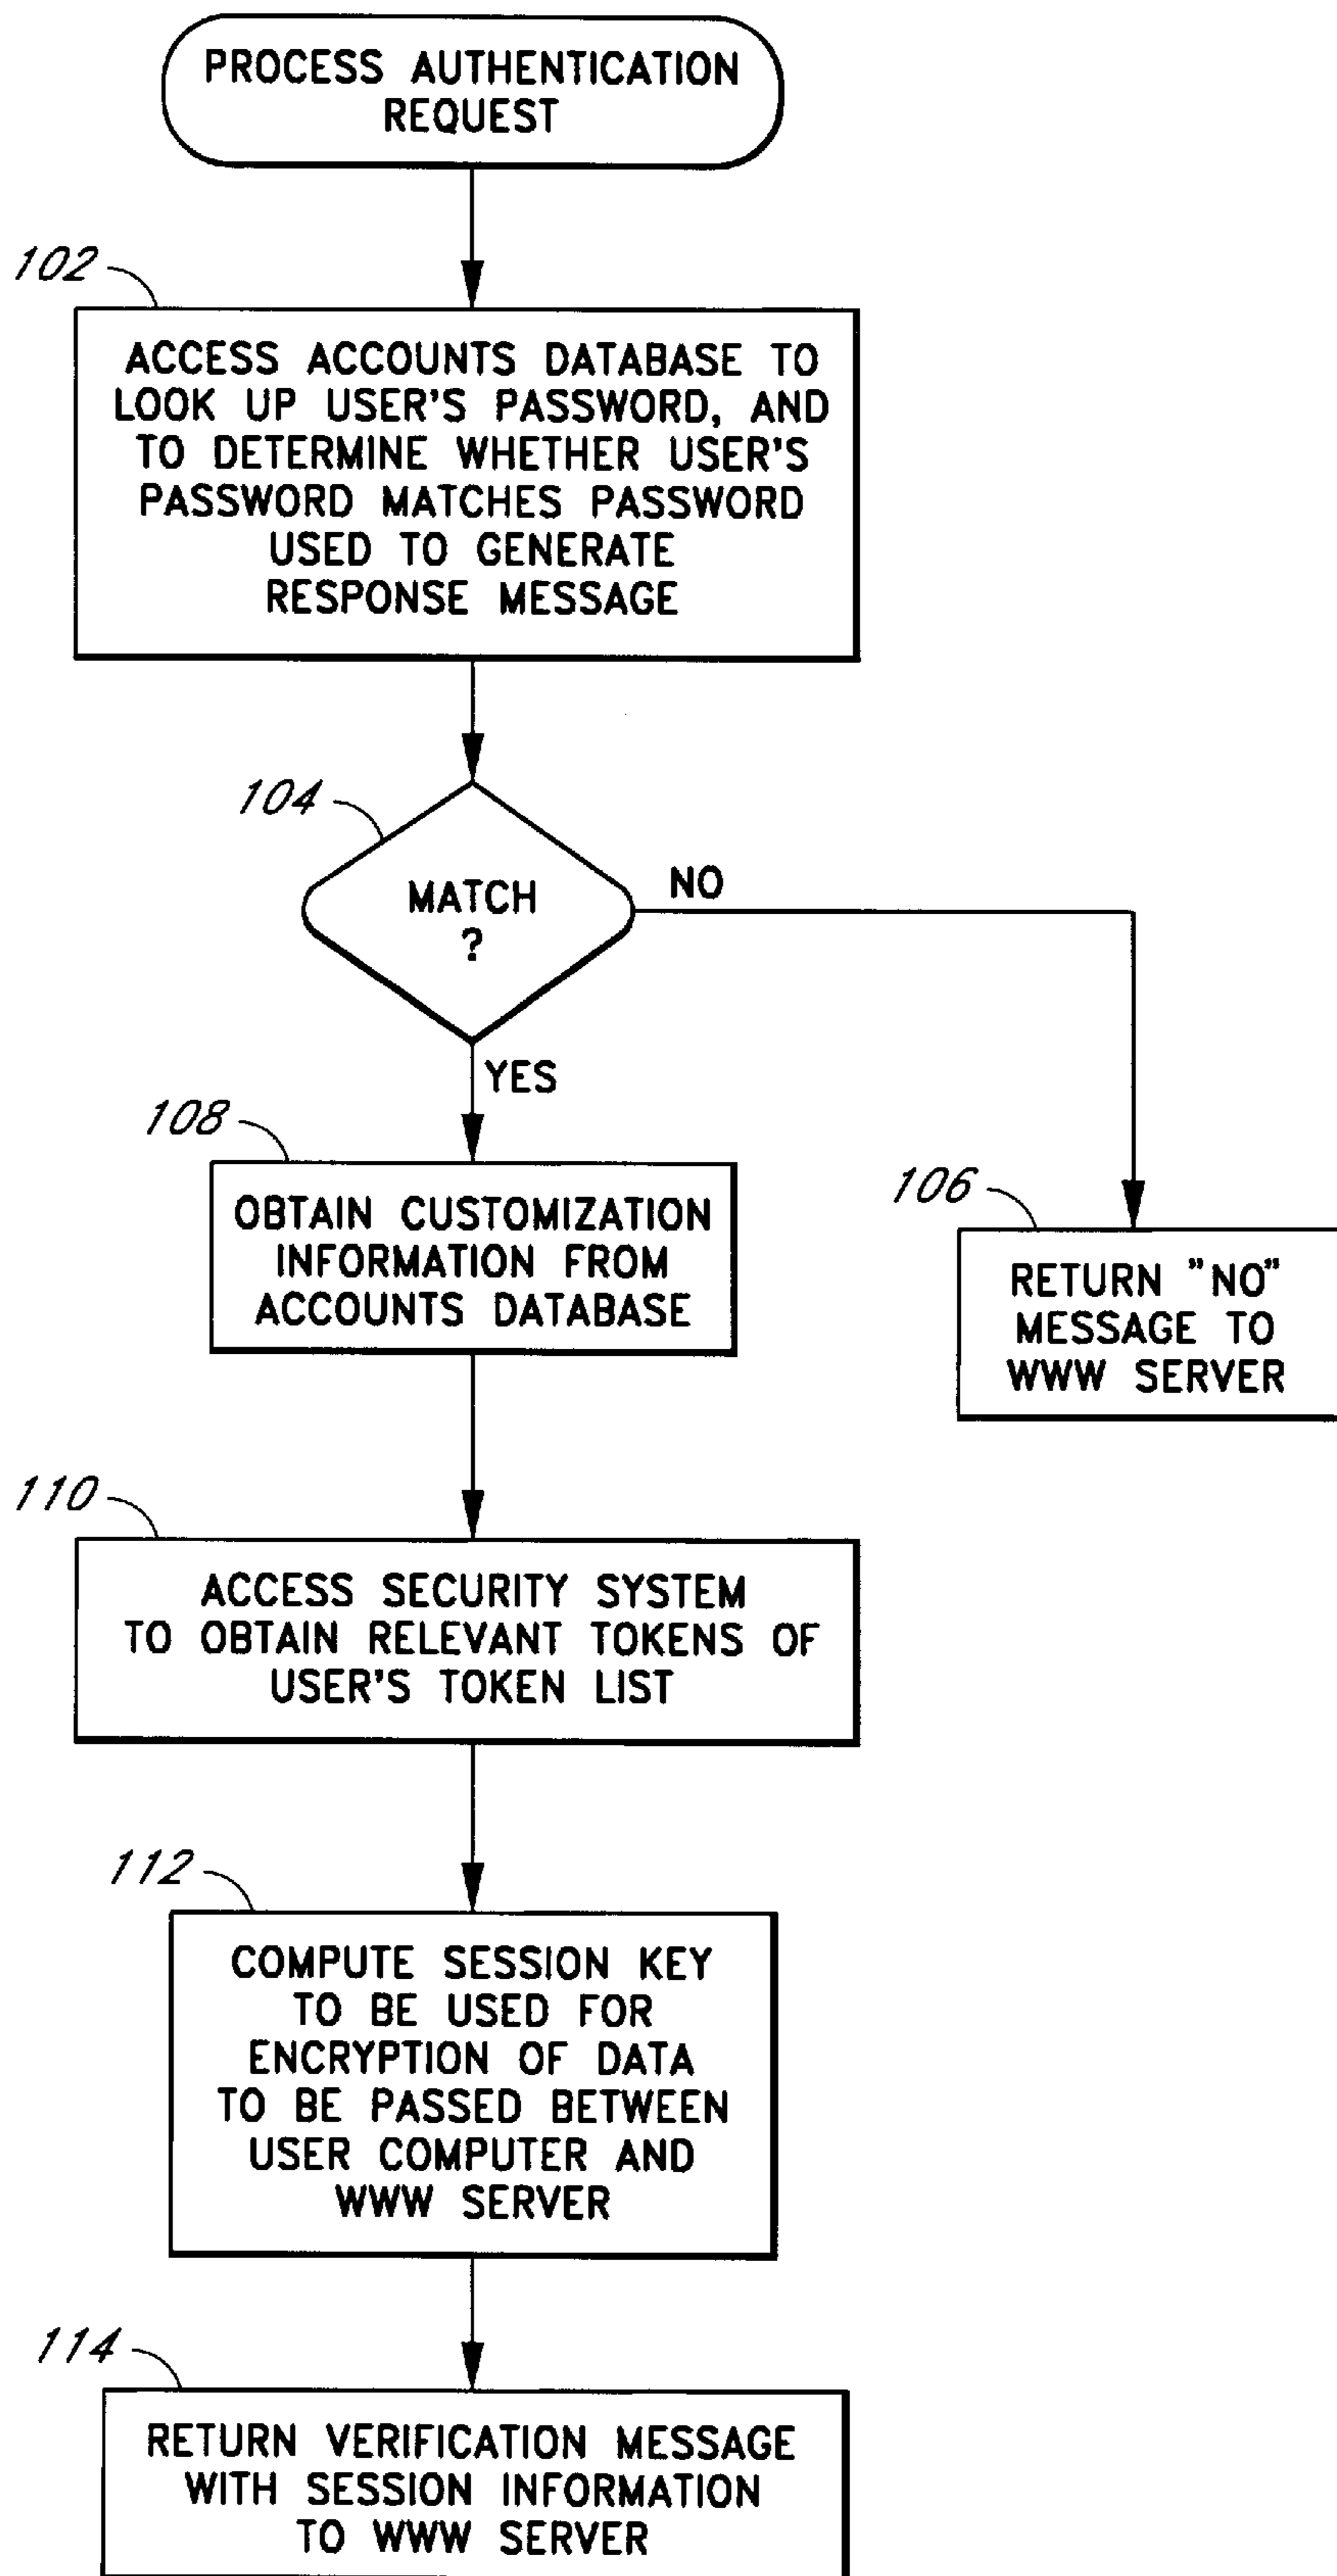 PROCESS AUTHENTICATION
REQUEST
102
ACCESS ACCOUNTS DATABASE TO
LOOK UP USER'S PASSWORD, AND
TO DETERMINE WHETHER USER'S
PASSWORD MATCHES PASSWORD
USED TO GENERATE
RESPONSE MESSAGE
104
MATCH
?
NO
YES
108
OBTAIN CUSTOMIZATION
INFORMATION FROM
ACCOUNTS DATABASE
106
RETURN "NO"
MESSAGE TO
WWW SERVER
110
ACCESS SECURITY SYSTEM
TO OBTAIN RELEVANT TOKENS OF
USER'S TOKEN LIST
112
COMPUTE SESSION KEY
TO BE USED FOR
ENCRYPTION OF DATA
TO BE PASSED BETWEEN
USER COMPUTER AND
WWW SERVER
114
RETURN VERIFICATION MESSAGE
WITH SESSION INFORMATION
TO WWW SERVER